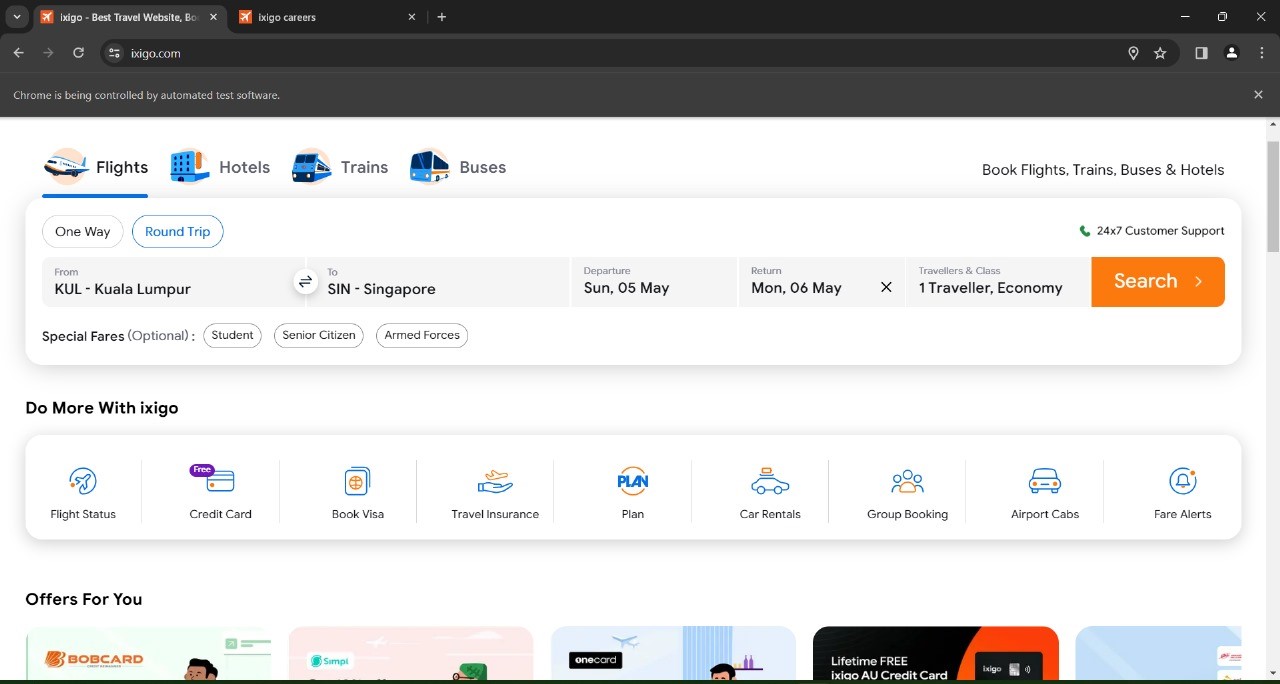 ixigo - Best Travel Website, Bo
ixigo careers
ixigo.com
Chrome is being controlled by automated test software.
Flights
Hotels
Trains
Buses
Book Flights, Trains, Buses & Hotels
One Way
Round Trip
24x7 Customer Support
From
KUL - Kuala Lumpur
To
SIN - Singapore
Departure
Sun, 05 May
Return
Mon, 06 May
Travellers & Class
1 Traveller, Economy
Search
Special Fares (Optional) :
Student
Senior Citizen
Armed Forces
Do More With ixigo
Flight Status
Free
Credit Card
Book Visa
Travel Insurance
PLAN
Plan
Car Rentals
Group Booking
Airport Cabs
Fare Alerts
Offers For You
BOBCARD
Simpl
onecard
Lifetime FREE
ixigo AU Credit Card
ixigo